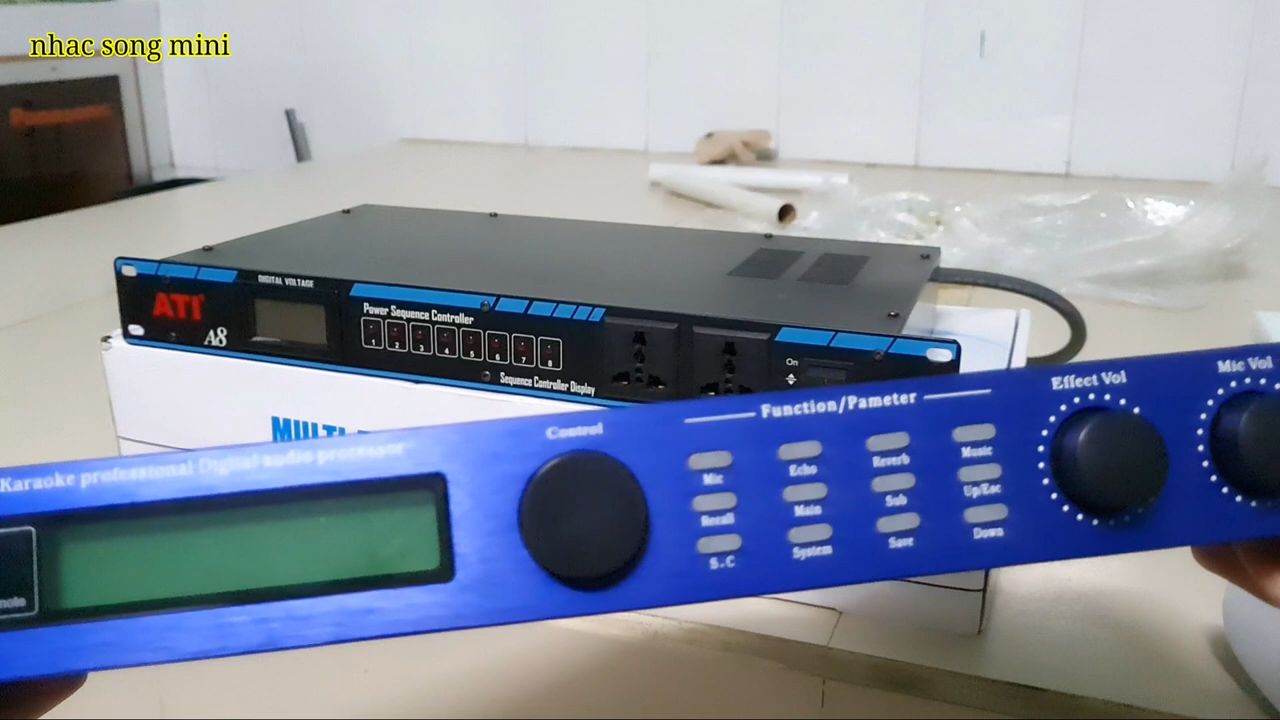 nhac song mini
DIGITAL VOLTAGE
ATI
A8
Power Sequence Controller
1 2 3 4 5 6 7 8
Sequence Controller Display
On
MULTI
Karaoke professional Digital audio processor
Control
Function/Pameter
Effect Vol
Mic Vol
Mic Echo Reverb Music
Recall Main Sub Up/Esc
S.C System Save Down